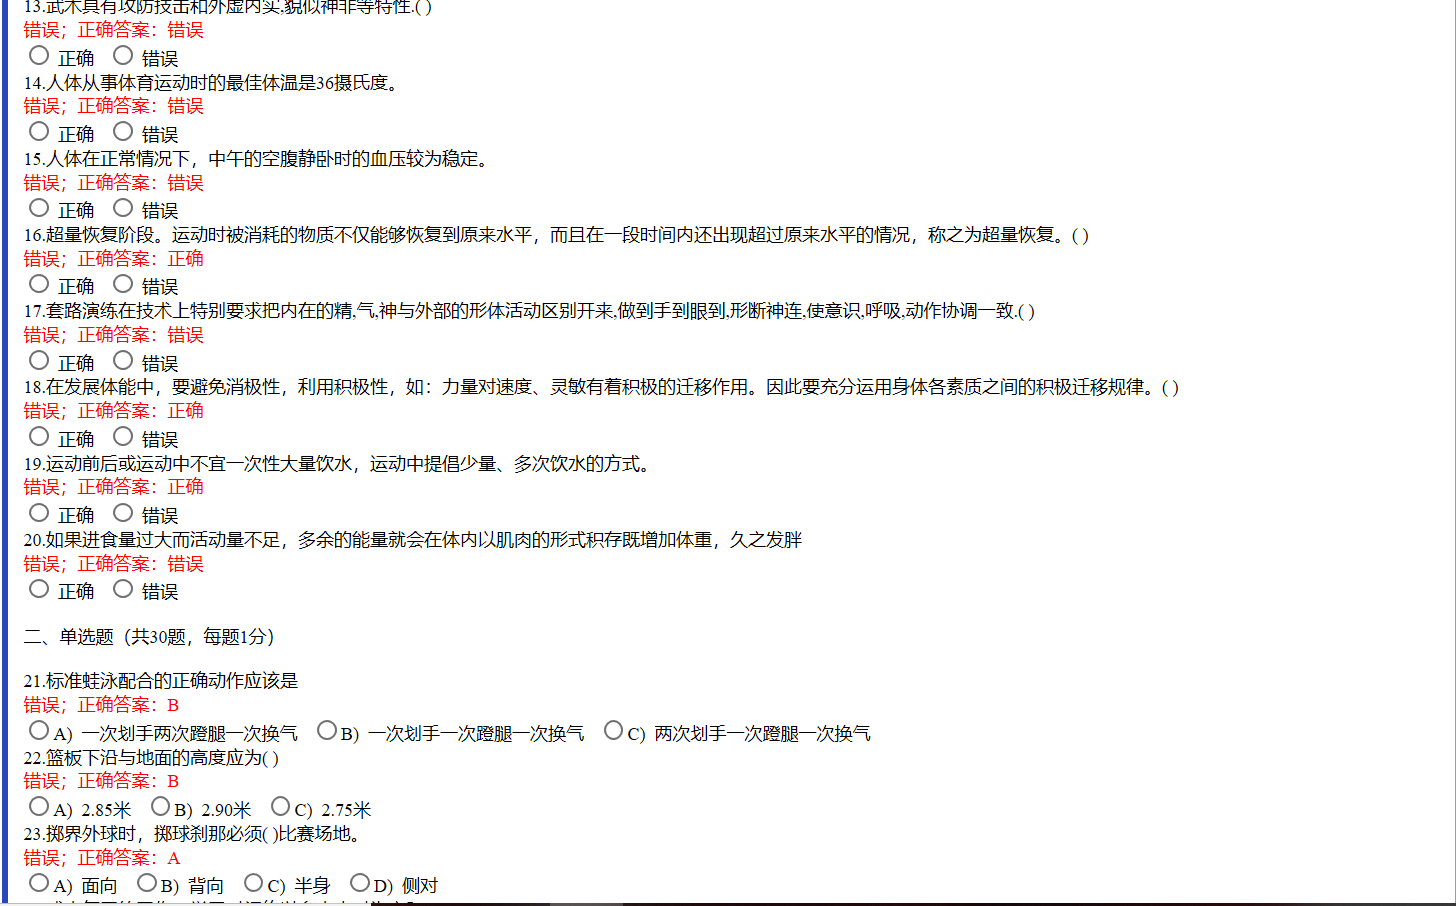 13.武术具有攻防技击和外虚内实,貌似神非等特性.( )
错误；正确答案：错误
正确 错误
14.人体从事体育运动时的最佳体温是36摄氏度。
错误；正确答案：错误
正确 错误
15.人体在正常情况下，中午的空腹静卧时的血压较为稳定。
错误；正确答案：错误
正确 错误
16.超量恢复阶段。运动时被消耗的物质不仅能够恢复到原来水平，而且在一段时间内还出现超过原来水平的情况，称之为超量恢复。( )
错误；正确答案：正确
正确 错误
17.套路演练在技术上特别要求把内在的精,气,神与外部的形体活动区别开来,做到手到眼到,形断神连,使意识,呼吸,动作协调一致.( )
错误；正确答案：错误
正确 错误
18.在发展体能中，要避免消极性，利用积极性，如：力量对速度、灵敏有着积极的迁移作用。因此要充分运用身体各素质之间的积极迁移规律。( )
错误；正确答案：正确
正确 错误
19.运动前后或运动中不宜一次性大量饮水，运动中提倡少量、多次饮水的方式。
错误；正确答案：正确
正确 错误
20.如果进食量过大而活动量不足，多余的能量就会在体内以肌肉的形式积存既增加体重，久之发胖
错误；正确答案：错误
正确 错误
二、单选题（共30题，每题1分）
21.标准蛙泳配合的正确动作应该是
错误；正确答案：B
A) 一次划手两次蹬腿一次换气 B) 一次划手一次蹬腿一次换气 C) 两次划手一次蹬腿一次换气
22.篮板下沿与地面的高度应为( )
错误；正确答案：B
A) 2.85米 B) 2.90米 C) 2.75米
23.掷界外球时，掷球刹那必须( )比赛场地。
错误；正确答案：A
A) 面向 B) 背向 C) 半身 D) 侧对